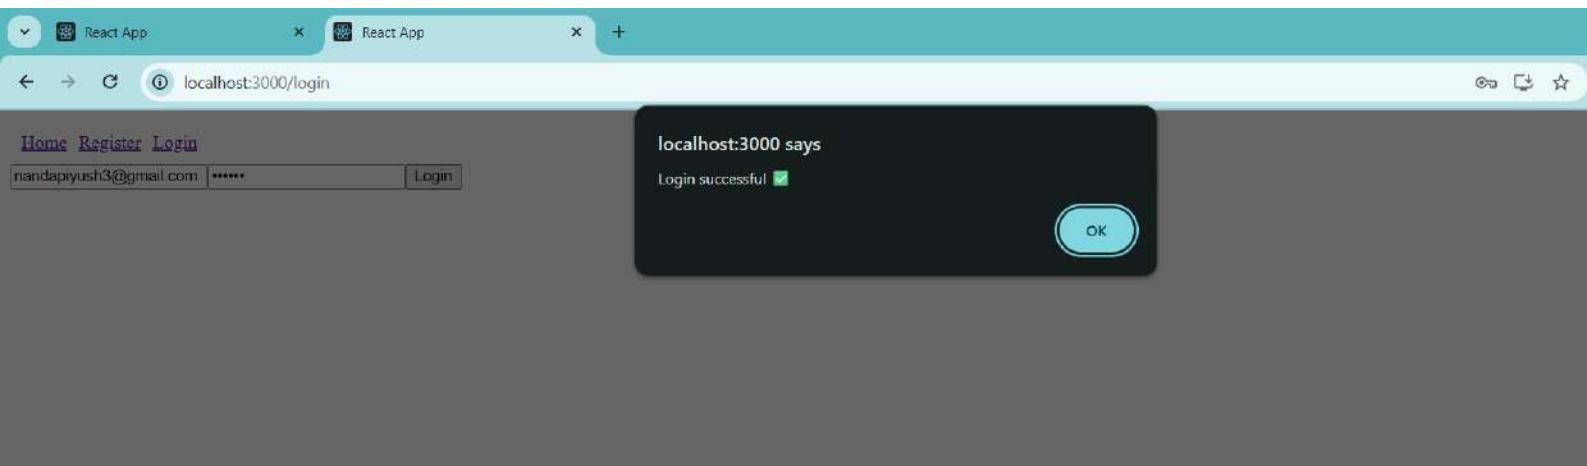 React App
React App
localhost:3000/login
Home Register Login
nandapiyush3@gmail.com •••••• Login
localhost:3000 says
Login successful ✅
OK